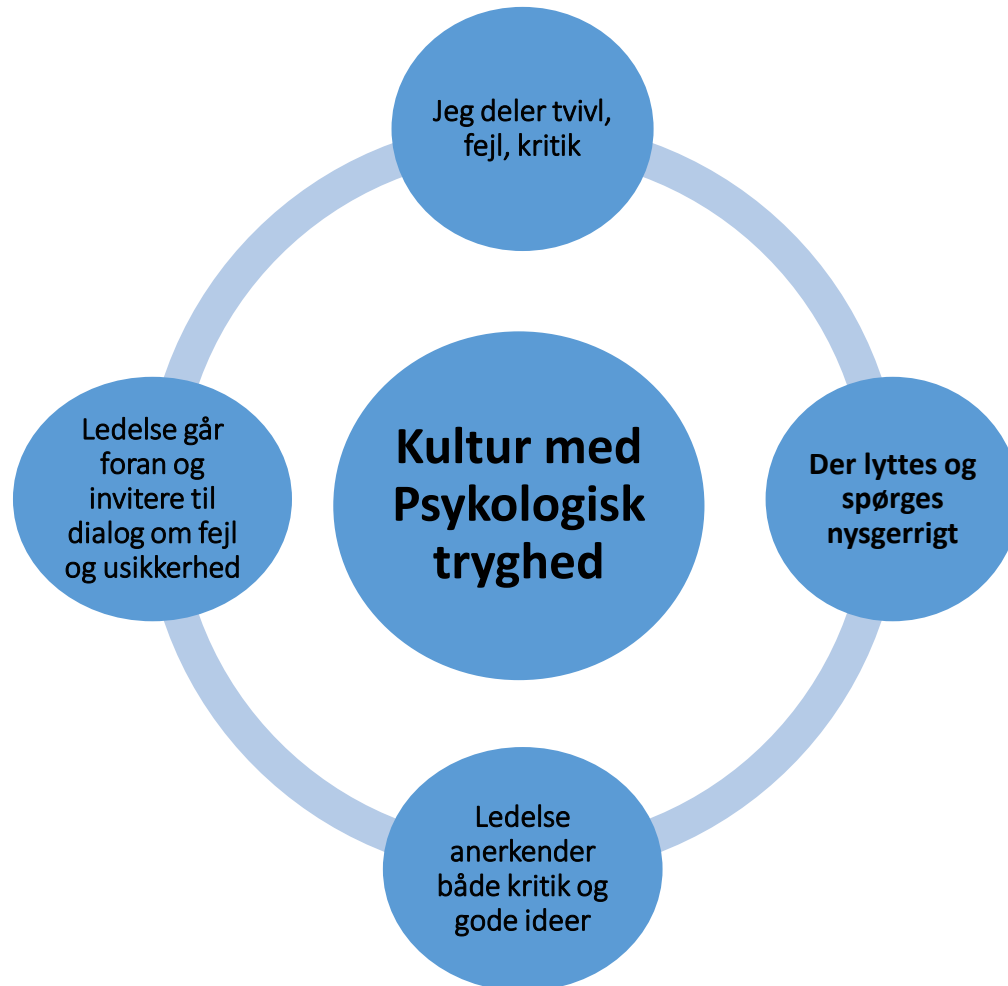 Jeg deler tvivl,
fejl, kritik
Ledelse går
foran og
invitere til
dialog om fejl
og usikkerhed
Kultur med
Psykologisk
tryghed
Der lyttes og
spørges
nysgerrigt
Ledelse
anerkender
både kritik og
gode ideer